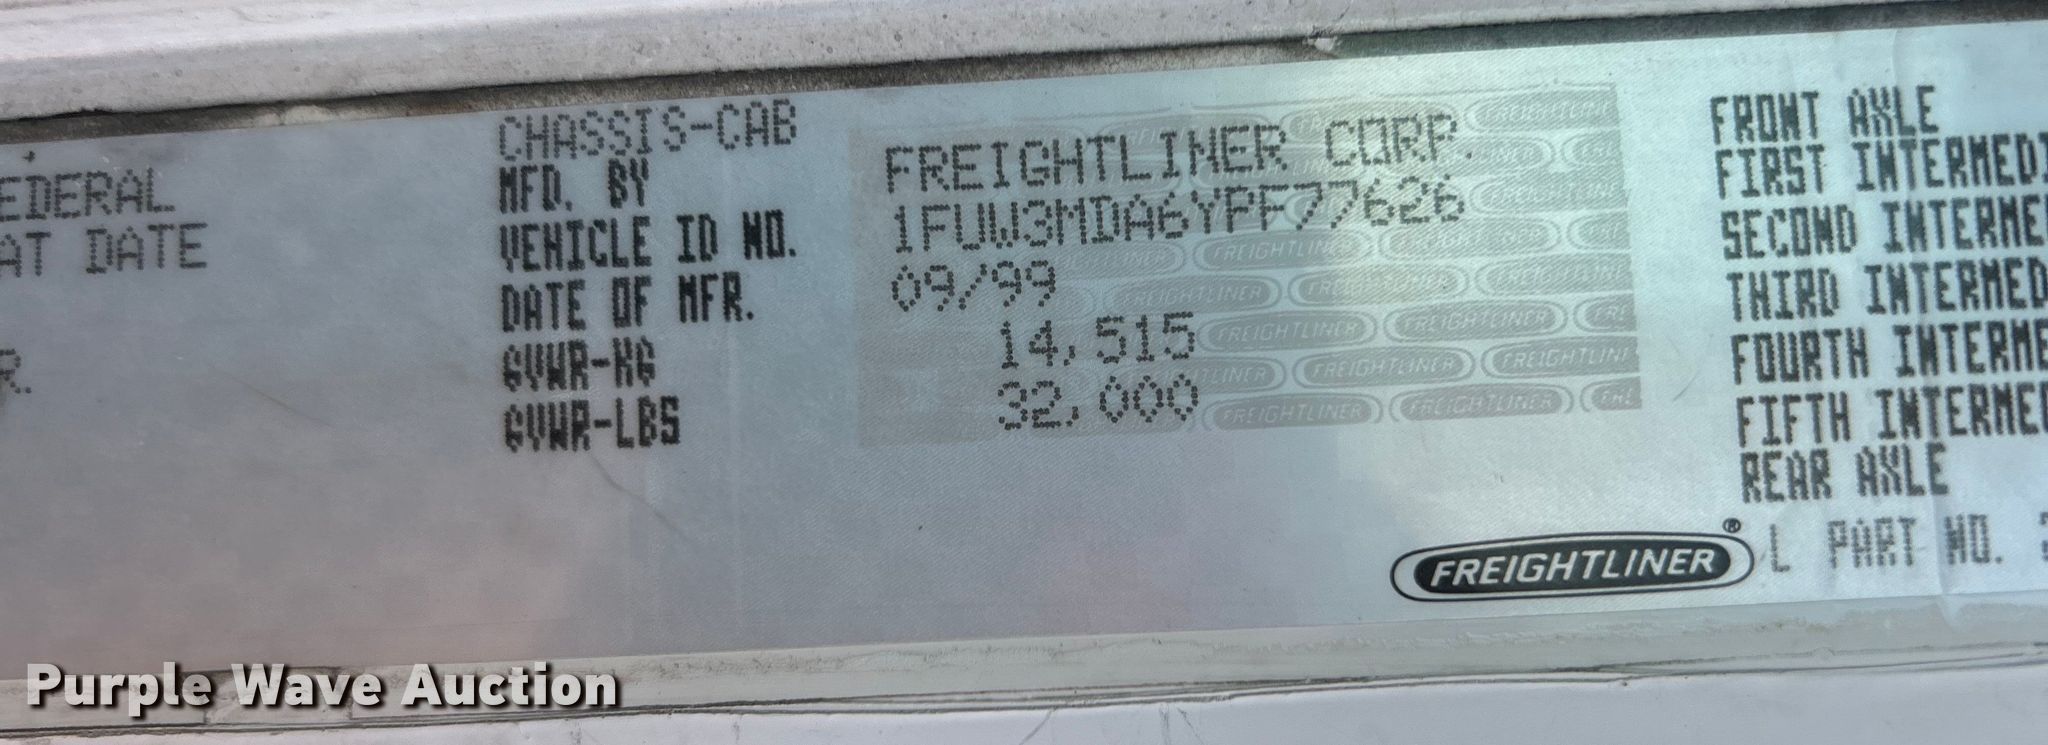 EDERAL
AT DATE
R.
CHASSIS-CAB
MFD. BY
VEHICLE ID NO.
DATE OF MFR.
GVWR-KG
GVWR-LBS
FREIGHTLINER CORP.
1FUW3MDA6YPF77626
09/99
14,515
32,000
FRONT AXLE
FIRST INTERMEDI
SECOND INTERME
THIRD INTERMED
FOURTH INTERME
FIFTH INTERMED
REAR AXLE
FREIGHTLINER®
L PART NO.
Purple Wave Auction